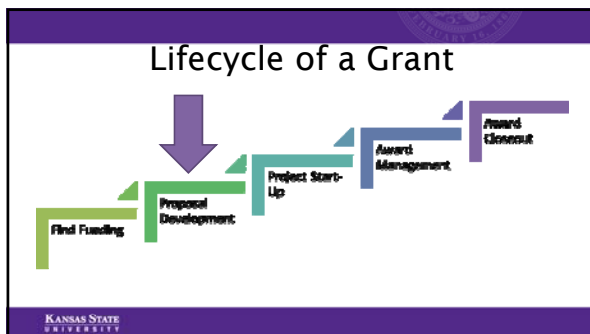 Lifecycle of a Grant
Find Funding
Proposal
Development
Project Start-
Up
Award
Management
Award
Closeout
KANSAS STATE
UNIVERSITY